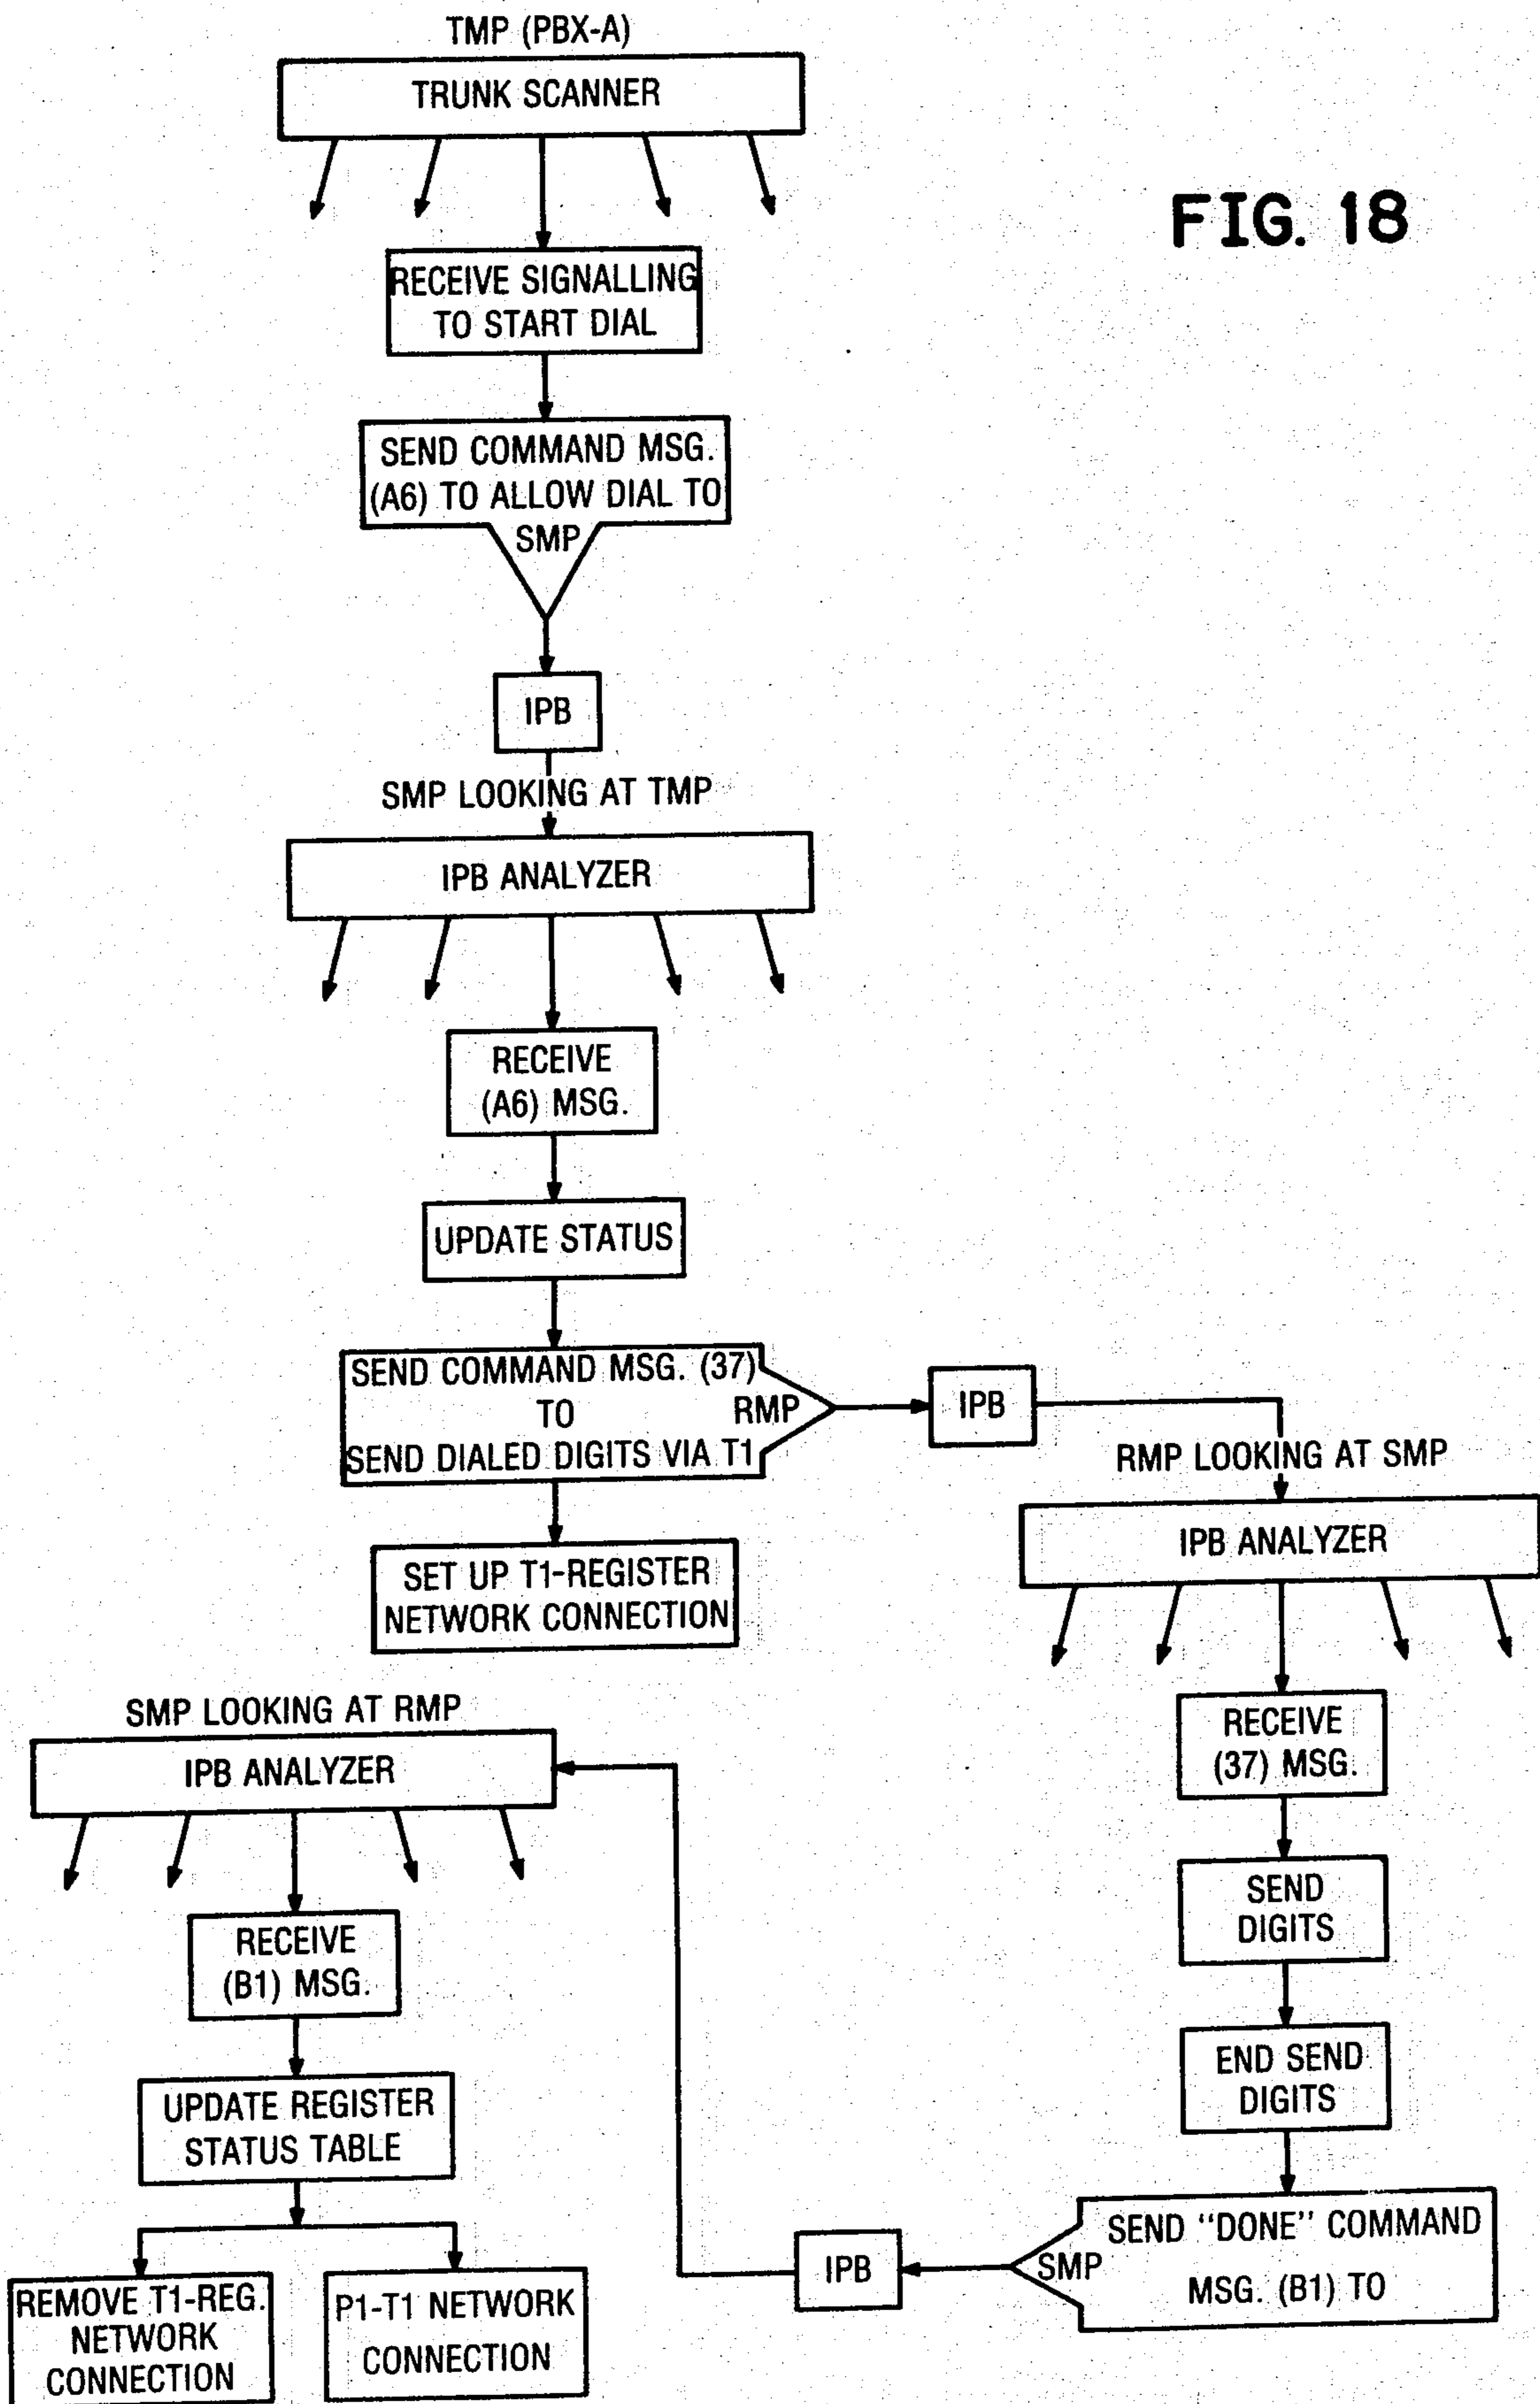 TMP (PBX-A)
TRUNK SCANNER
FIG. 18
RECEIVE SIGNALLING
TO START DIAL
SEND COMMAND MSG.
(A6) TO ALLOW DIAL TO
SMP
IPB
SMP LOOKING AT TMP
IPB ANALYZER
RECEIVE
(A6) MSG.
UPDATE STATUS
SEND COMMAND MSG. (37)
TO RMP
SEND DIALED DIGITS VIA T1
IPB
RMP LOOKING AT SMP
IPB ANALYZER
SET UP T1-REGISTER
NETWORK CONNECTION
RECEIVE
(37) MSG.
SEND
DIGITS
END SEND
DIGITS
SEND "DONE" COMMAND
SMP
MSG. (B1) TO
IPB
SMP LOOKING AT RMP
IPB ANALYZER
RECEIVE
(B1) MSG.
UPDATE REGISTER
STATUS TABLE
REMOVE T1-REG.
NETWORK
CONNECTION
P1-T1 NETWORK
CONNECTION